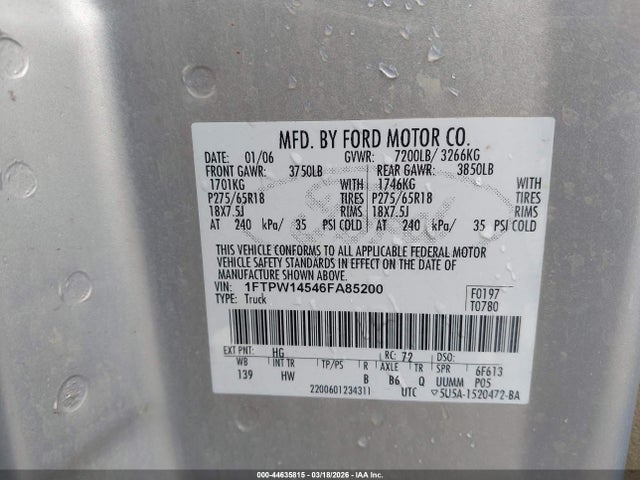 MFD. BY FORD MOTOR CO.
DATE: 01/06 GVWR: 7200LB/ 3266KG
FRONT GAWR: 3750LB REAR GAWR: 3850LB
1701KG WITH 1746KG WITH
P275/65R18 TIRES P275/65R18 TIRES
18X7.5J RIMS 18X7.5J RIMS
AT 240 kPa/ 35 PSI COLD AT 240 kPa/ 35 PSI COLD
THIS VEHICLE CONFORMS TO ALL APPLICABLE FEDERAL MOTOR
VEHICLE SAFETY STANDARDS IN EFFECT ON THE DATE OF
MANUFACTURE SHOWN ABOVE.
VIN: 1FTPW14546FA85200 F0197
TYPE: Truck T0780
EXT PNT: HG RC: 72 DSO:
WB INT TR TP/PS R AXLE TR SPR 6F613
139 HW B B6 Q UUMM P05
2200601234311 UTC ▽5U5A-1520472-BA
000-44635815 | 03/18/2026 | IAA Inc.